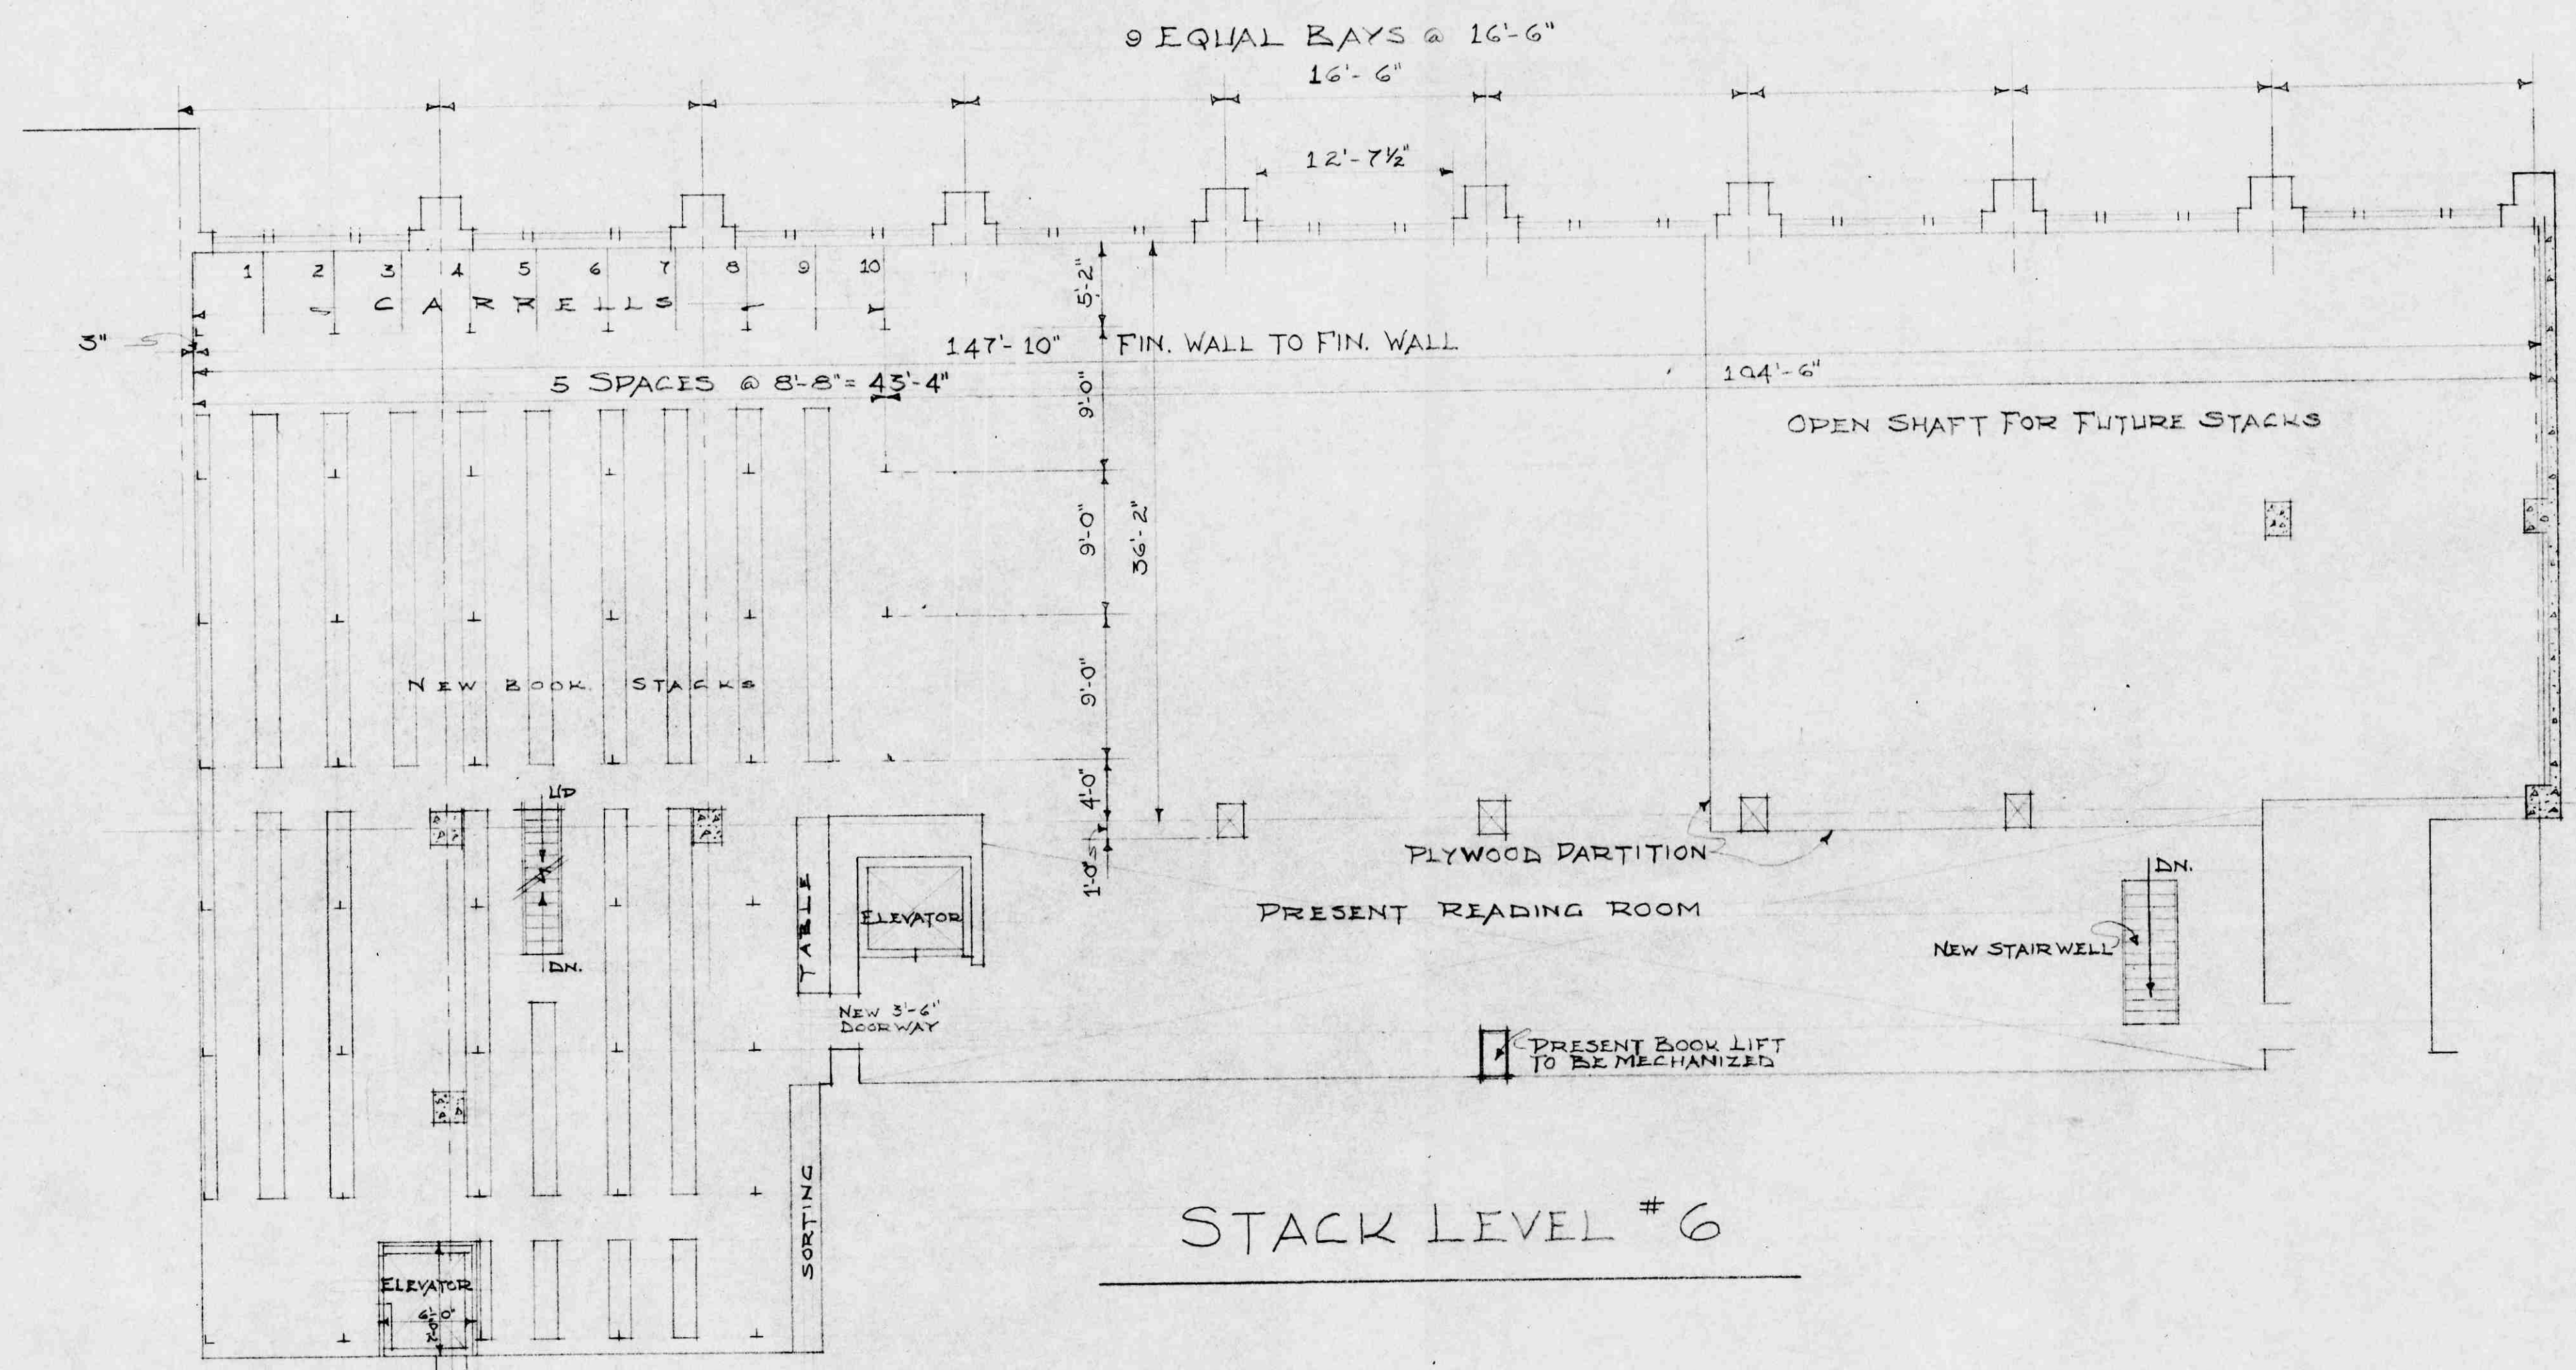 9 EQUAL BAYS @ 16'-6"
16'-6"
12'-7½"
1 2 3 4 5 6 7 8 9 10
CARRELLS
5'-2"
3"
147'-10" FIN. WALL TO FIN. WALL
5 SPACES @ 8'-8" = 43'-4"
104'-6"
9'-0"
OPEN SHAFT FOR FUTURE STACKS
9'-0"
36'-2"
9'-0"
NEW BOOK STACKS
UP
4'-0"
1'-0"
PLYWOOD PARTITION
DN.
TABLE
ELEVATOR
PRESENT READING ROOM
NEW STAIRWELL
DN.
NEW 3'-6"
DOORWAY
PRESENT BOOK LIFT
TO BE MECHANIZED
SORTING
STACK LEVEL #6
ELEVATOR
6'-0"